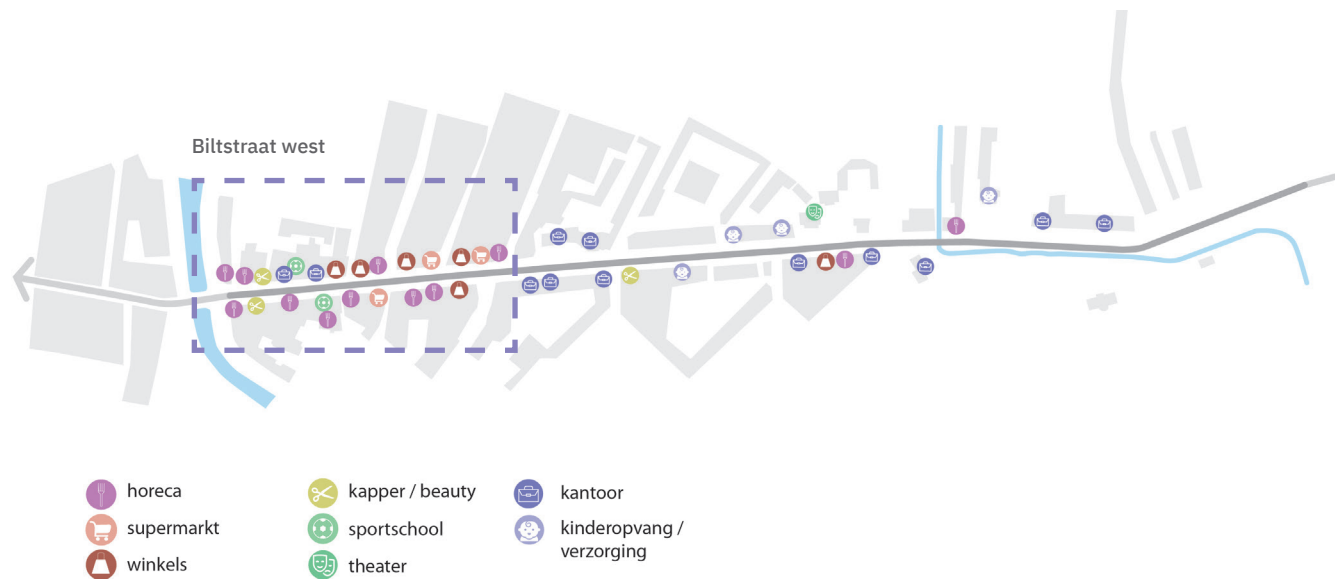 Biltstraat west
horeca
supermarkt
winkels
kapper / beauty
sportschool
theater
kantoor
kinderopvang /
verzorging